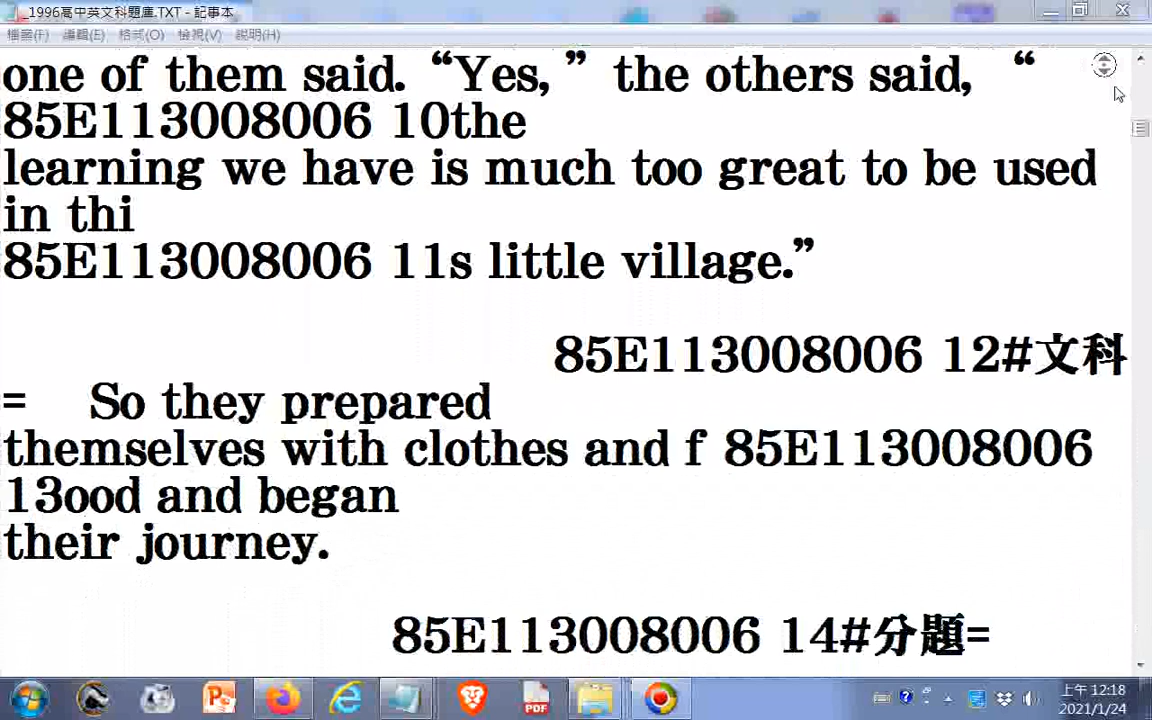 _1996高中英文科題庫.TXT - 記事本
檔案(F) 編輯(E) 格式(O) 檢視(V) 說明(H)
one of them said. “Yes, ” the others said, “
85E113008006 10the
learning we have is much too great to be used
in thi
85E113008006 11s little village.”
85E113008006 12#文科
= So they prepared
themselves with clothes and f 85E113008006
13ood and began
their journey.
85E113008006 14#分題=
PDF
上午 12:18
2021/1/24